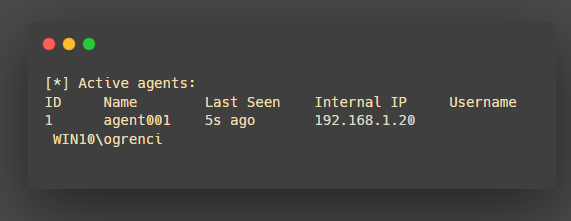 [*] Active agents:
ID     Name        Last Seen    Internal IP     Username
1      agent001    5s ago       192.168.1.20
 WIN10\ogrenci